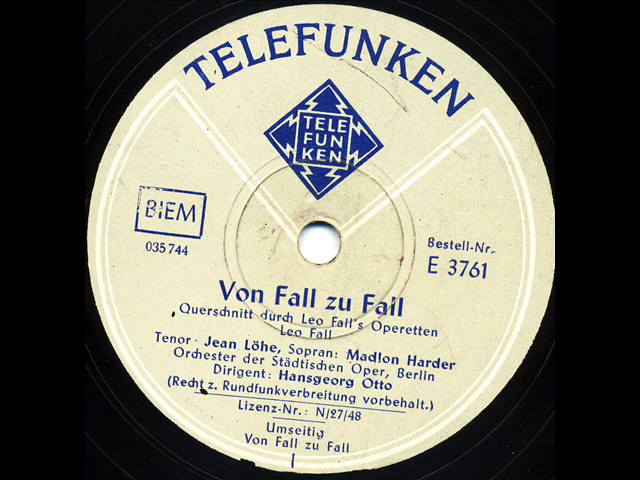 TELEFUNKEN
TELE
FUN
KEN
BIEM
035744
Bestell-Nr.
E 3761
Von Fall zu Fall
Querschnitt durch Leo Fall's Operetten
Leo Fall
Tenor: Jean Löhe, Sopran: Madlon Harder
Orchester der Städtischen Oper, Berlin
Dirigent: Hansgeorg Otto
(Recht z. Rundfunkverbreitung vorbehalt.)
Lizenz-Nr.: N/27/48
Umseitig
Von Fall zu Fall
I